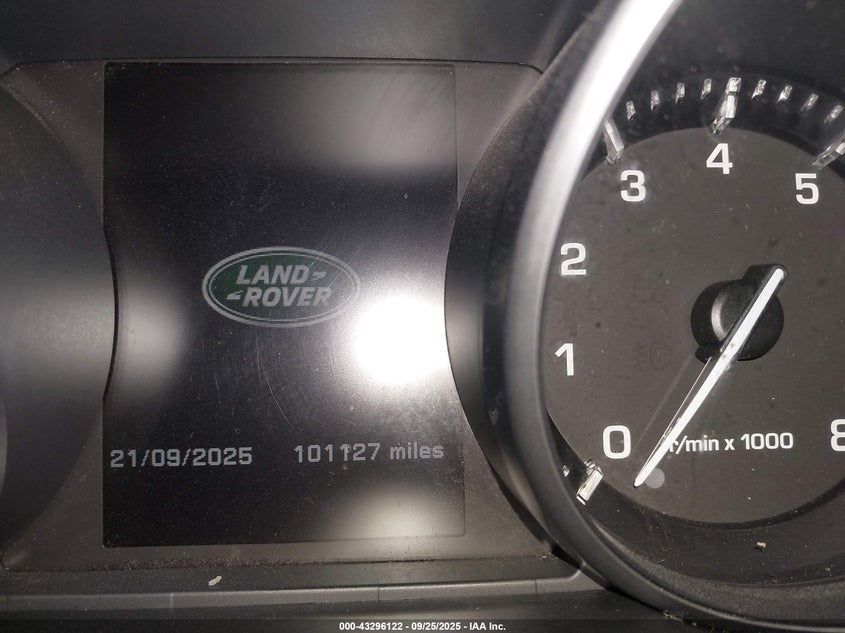 LAND-
-ROVER
21/09/2025 101127 miles
0
1
2
3
4
5
8
r/min x 1000
000-43296122 - 09/25/2025 - IAA Inc.